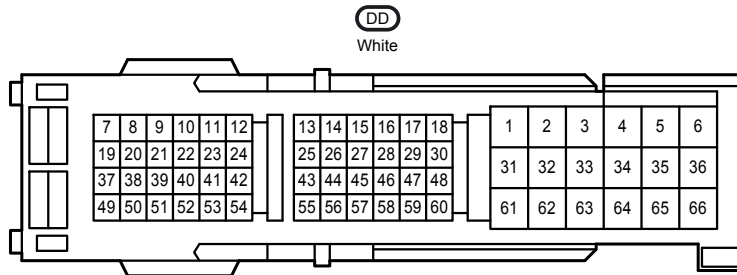 DD
White
7 8 9 10 11 12 13 14 15 16 17 18 1 2 3 4 5 6
19 20 21 22 23 24 25 26 27 28 29 30 31 32 33 34 35 36
37 38 39 40 41 42 43 44 45 46 47 48
49 50 51 52 53 54 55 56 57 58 59 60 61 62 63 64 65 66